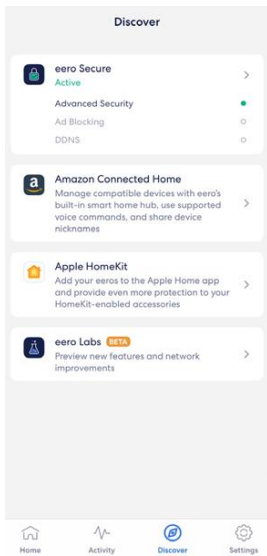 Discover
eero Secure
Active
Advanced Security
Ad Blocking
DDNS
Amazon Connected Home
Manage compatible devices with eero's
built-in smart home hub, use supported
voice commands, and share device
nicknames
Apple HomeKit
Add your eeros to the Apple Home app
and provide even more protection to your
HomeKit-enabled accessories
eero Labs BETA
Preview new features and network
improvements
Home Activity Discover Settings